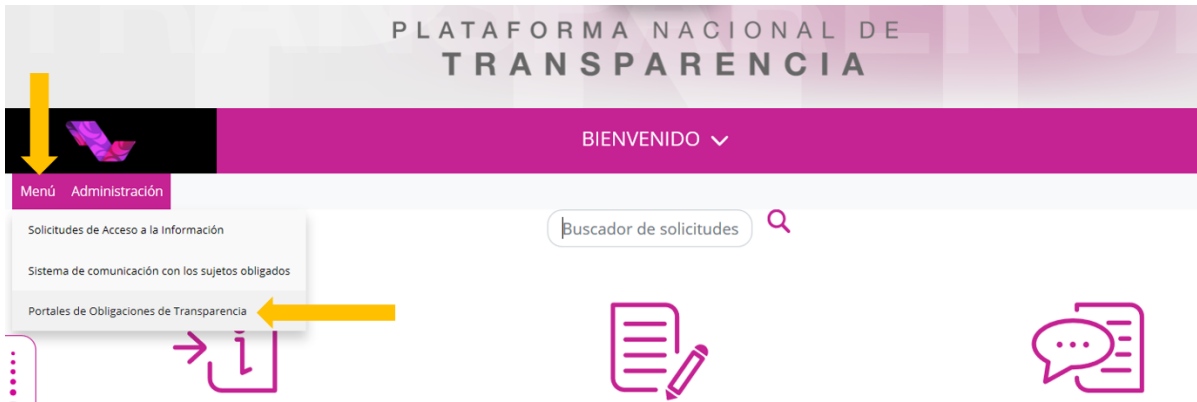 PLATAFORMA NACIONAL DE
TRANSPARENCIA
BIENVENIDO
Menú Administración
Solicitudes de Acceso a la Información
Sistema de comunicación con los sujetos obligados
Portales de Obligaciones de Transparencia
Buscador de solicitudes